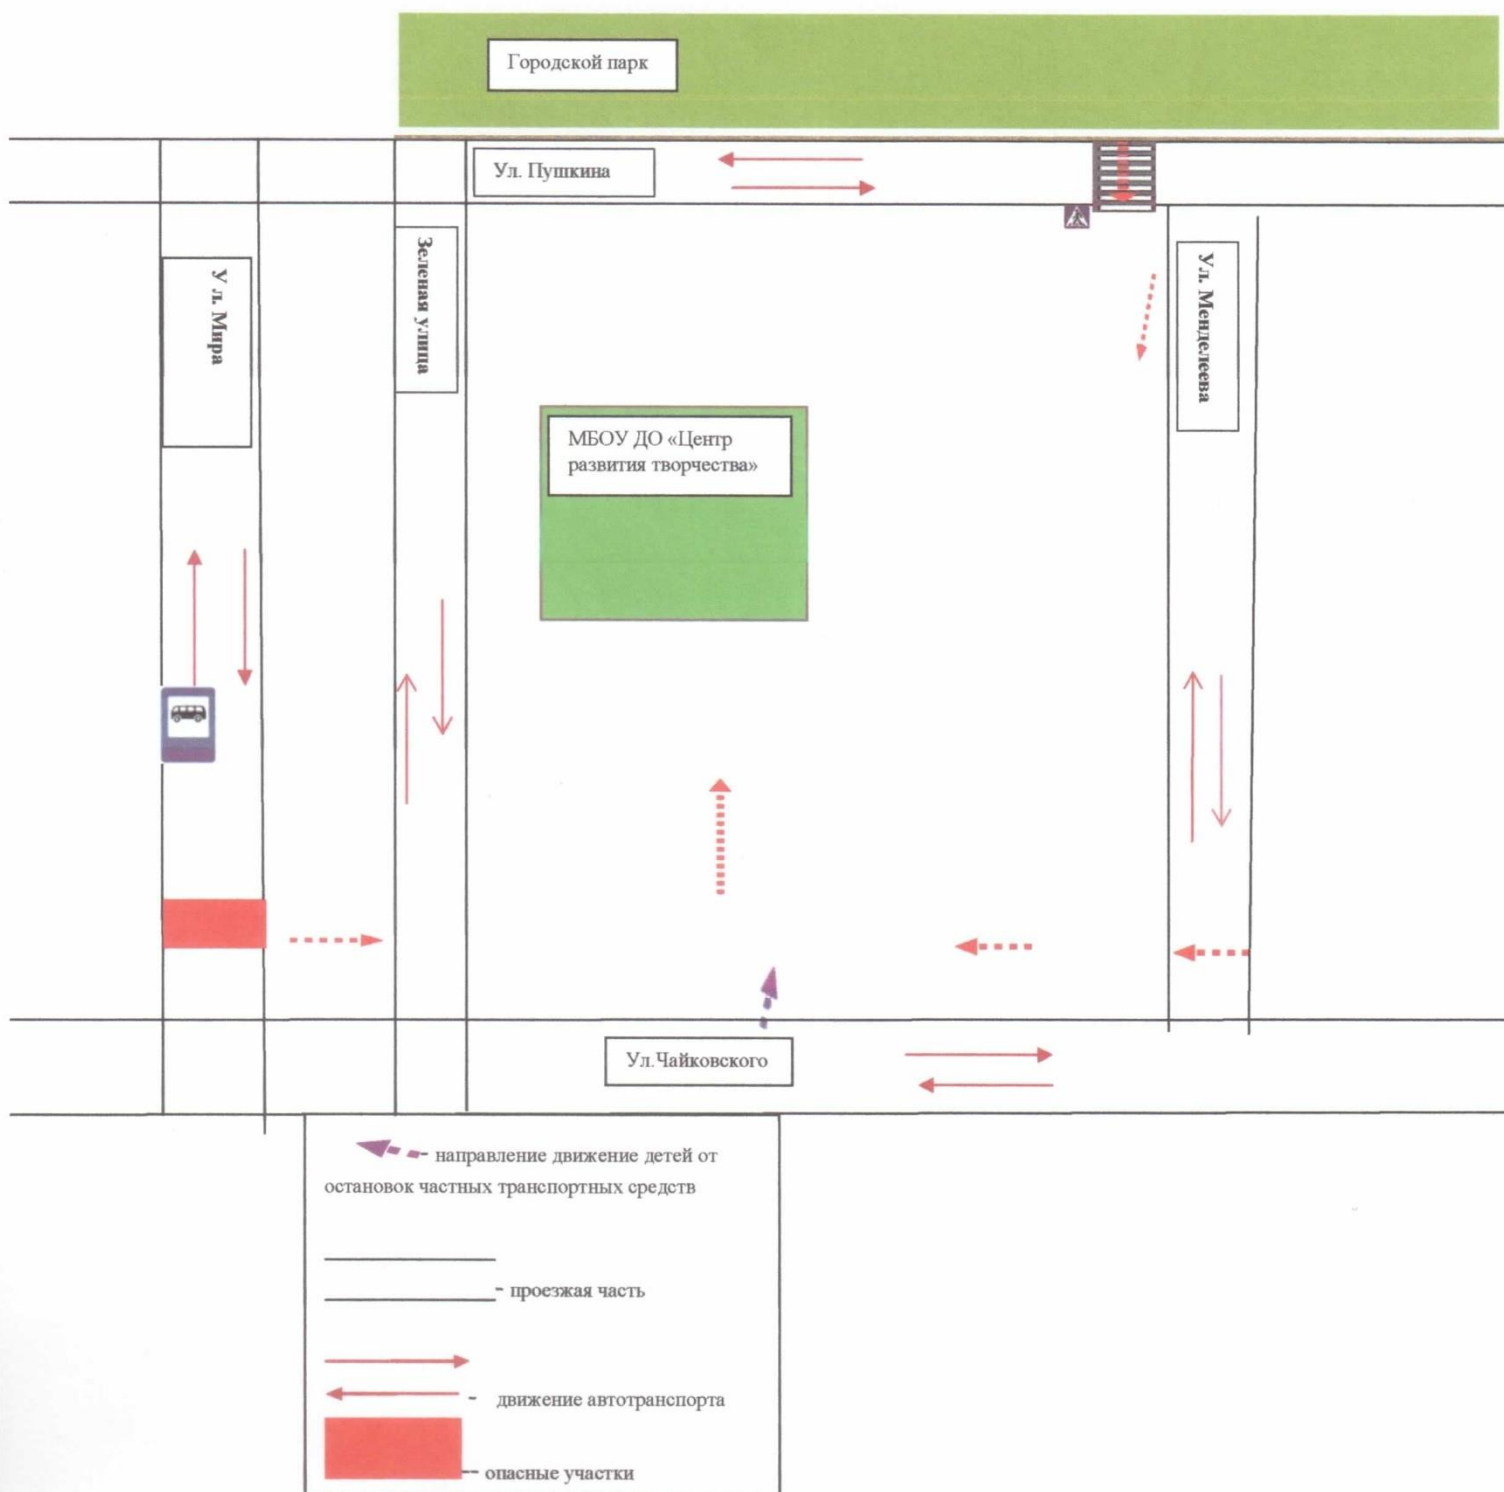 Городской парк
Ул. Пушкина
У л. Мира
Зеленая улица
Ул. Менделеева
МБОУ ДО «Центр
развития творчества»
Ул.Чайковского
- направление движение детей от
остановок частных транспортных средств
- проезжая часть
- движение автотранспорта
- опасные участки